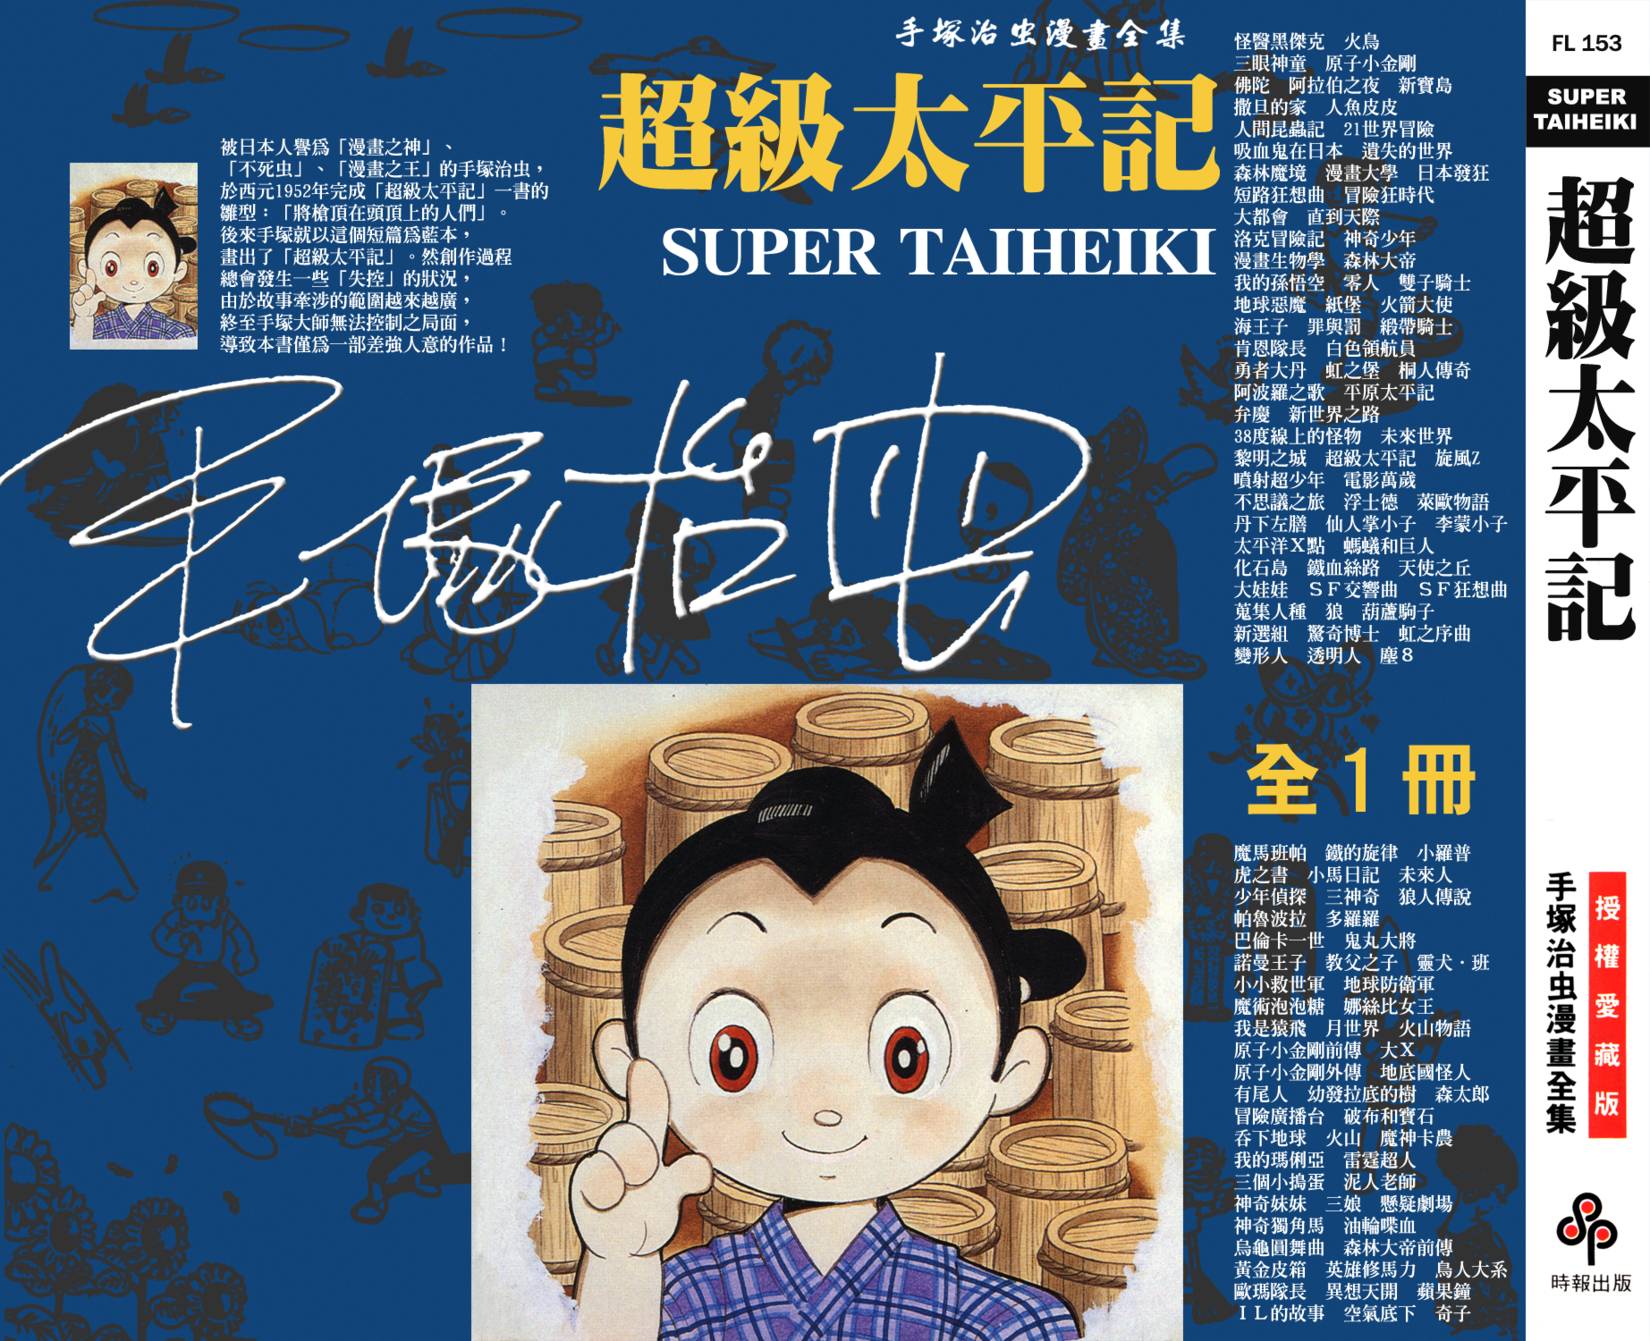 手塚治虫漫畫全集
超級太平記
SUPER TAIHEIKI
被日本人譽爲「漫畫之神」、
「不死虫」、「漫畫之王」的手塚治虫，
於西元1952年完成「超級太平記」一書的
雛型：「將槍頂在頭頂上的人們」。
後來手塚就以這個短篇爲藍本，
畫出了「超級太平記」。然創作過程
總會發生一些「失控」的狀況，
由於故事牽涉的範圍越來越廣，
終至手塚大師無法控制之局面，
導致本書僅爲一部差強人意的作品！
手塚治虫
怪醫黑傑克　火鳥
三眼神童　原子小金剛
佛陀　阿拉伯之夜　新寶島
撒旦的家　人魚皮皮
人間昆蟲記　21世界冒險
吸血鬼在日本　遺失的世界
森林魔境　漫畫大學　日本發狂
短路狂想曲　冒險狂時代
大都會　直到天際
洛克冒險記　神奇少年
漫畫生物學　森林大帝
我的孫悟空　零人　雙子騎士
地球惡魔　紙堡　火箭大使
海王子　罪與罰　緞帶騎士
肯恩隊長　白色領航員
勇者大丹　虹之堡　桐人傳奇
阿波羅之歌　平原太平記
弁慶　新世界之路
38度線上的怪物　未來世界
黎明之城　超級太平記　旋風Z
噴射超少年　電影萬歲
不思議之旅　浮士德　萊歐物語
丹下左膳　仙人掌小子　李蒙小子
太平洋Ｘ點　螞蟻和巨人
化石島　鐵血絲路　天使之丘
大娃娃　ＳＦ交響曲　ＳＦ狂想曲
蒐集人種　狼　葫蘆駒子
新選組　驚奇博士　虹之序曲
變形人　透明人　塵８
全1冊
魔馬班帕　鐵的旋律　小羅普
虎之書　小馬日記　未來人
少年偵探　三神奇　狼人傳說
帕魯波拉　多羅羅
巴倫卡一世　鬼丸大將
諾曼王子　教父之子　靈犬・班
小小救世軍　地球防衛軍
魔術泡泡糖　娜絲比女王
我是猿飛　月世界　火山物語
原子小金剛前傳　大Ｘ
原子小金剛外傳　地底國怪人
有尾人　幼發拉底的樹　森太郎
冒險廣播台　破布和寶石
吞下地球　火山　魔神卡農
我的瑪俐亞　雷霆超人
三個小搗蛋　泥人老師
神奇妹妹　三娘　懸疑劇場
神奇獨角馬　油輪喋血
烏龜圓舞曲　森林大帝前傳
黃金皮箱　英雄修馬力　鳥人大系
歐瑪隊長　異想天開　蘋果鐘
ＩＬ的故事　空氣底下　奇子
FL 153
SUPER
TAIHEIKI
超級太平記
手塚治虫漫畫全集
授權愛藏版
時報出版